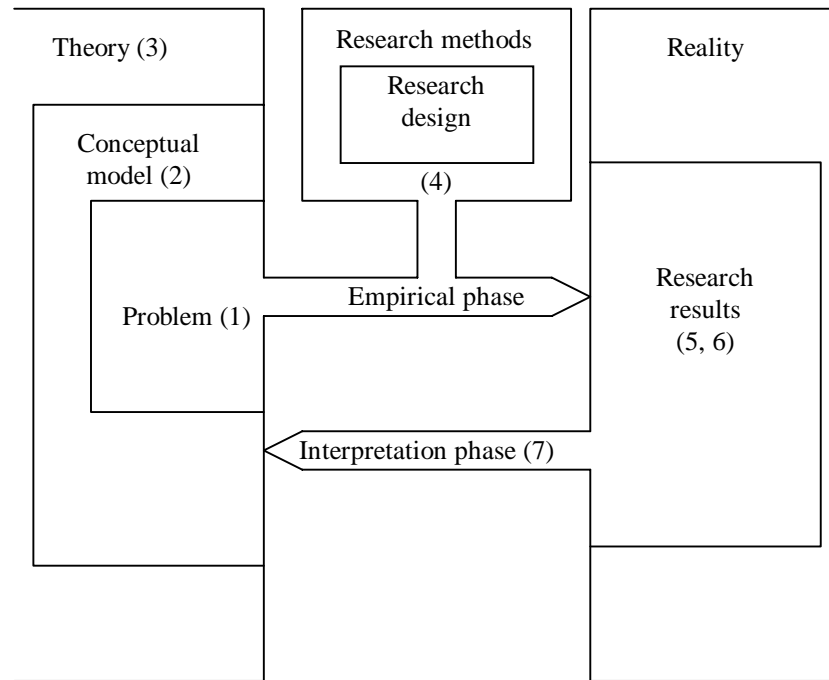 Theory (3)
Conceptual
model (2)
Problem (1)
Research methods
Research
design
(4)
Empirical phase
Interpretation phase (7)
Reality
Research
results
(5, 6)